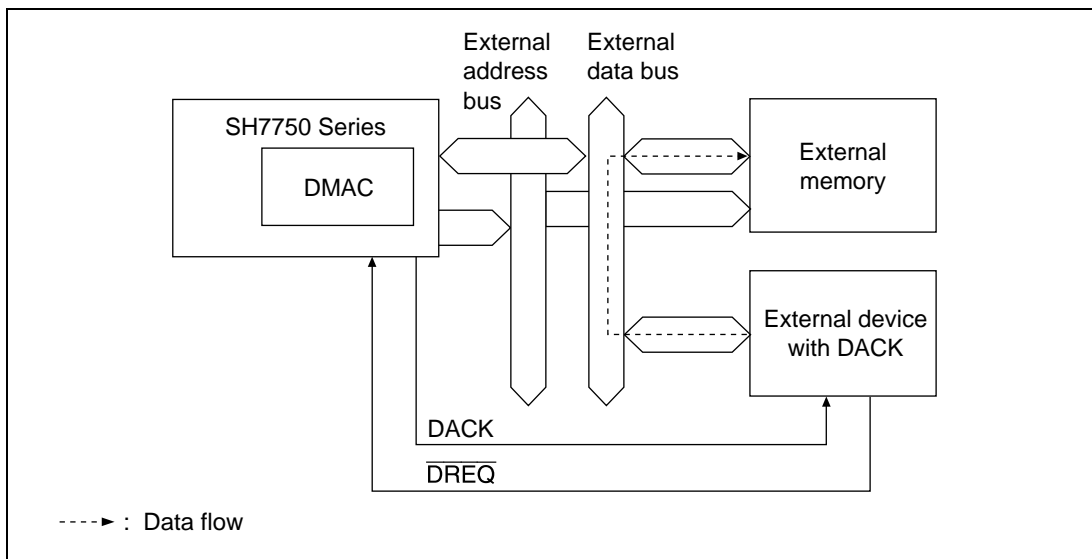 External
address
bus
External
data bus
SH7750 Series
DMAC
External
memory
External device
with DACK
DACK
DREQ
: Data flow